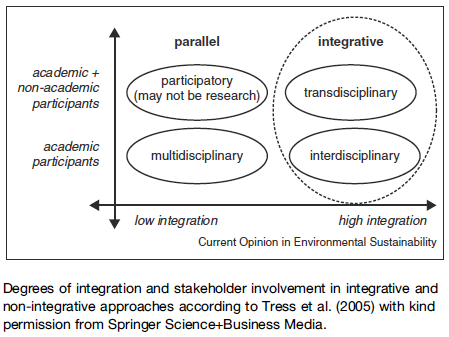 parallel
integrative
academic +
non-academic
participants
participatory
(may not be research)
transdisciplinary
academic
participants
multidisciplinary
interdisciplinary
low integration
high integration
Current Opinion in Environmental Sustainability
Degrees of integration and stakeholder involvement in integrative and
non-integrative approaches according to Tress et al. (2005) with kind
permission from Springer Science+Business Media.